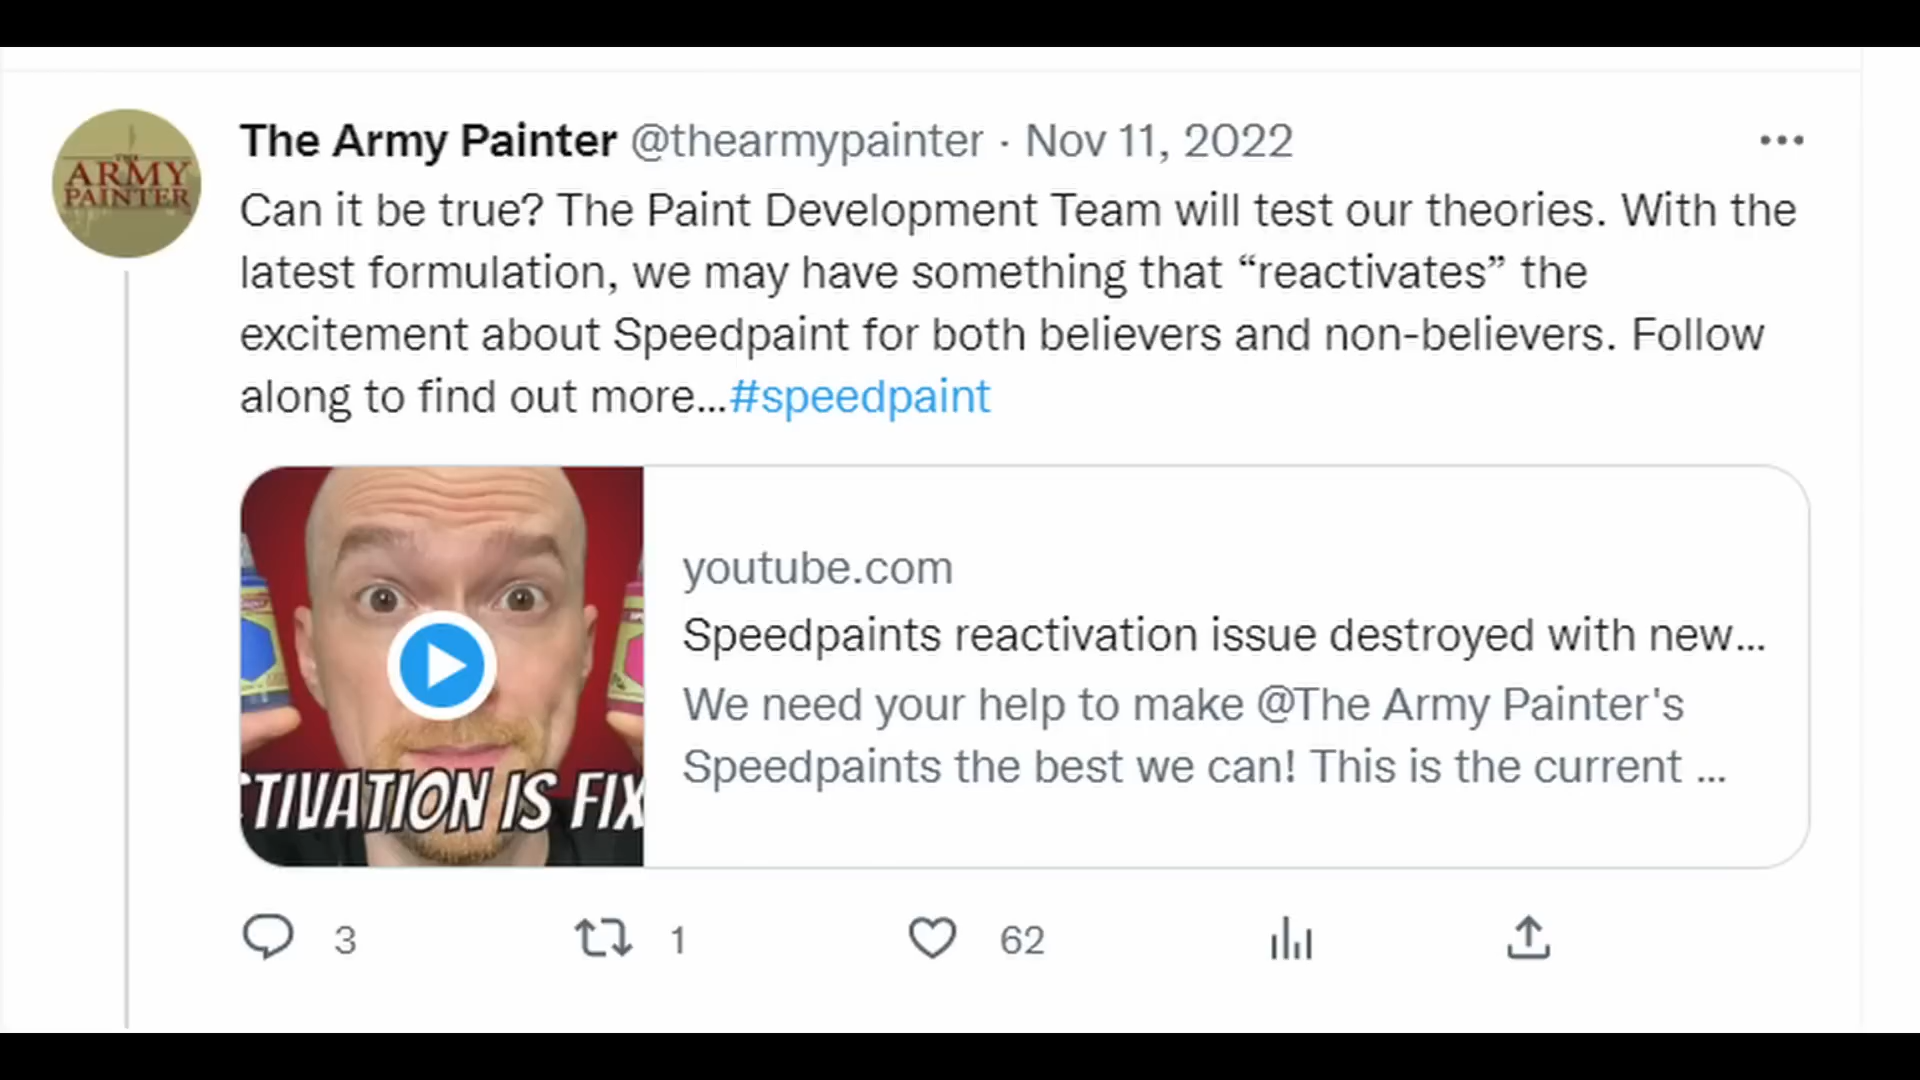 The Army Painter @thearmypainter · Nov 11, 2022
THE
ARMY
PAINTER
Can it be true? The Paint Development Team will test our theories. With the
latest formulation, we may have something that “reactivates” the
excitement about Speedpaint for both believers and non-believers. Follow
along to find out more...#speedpaint
youtube.com
Speedpaints reactivation issue destroyed with new...
We need your help to make @The Army Painter's
Speedpaints the best we can! This is the current ...
CTIVATION IS FIX
3 1 62